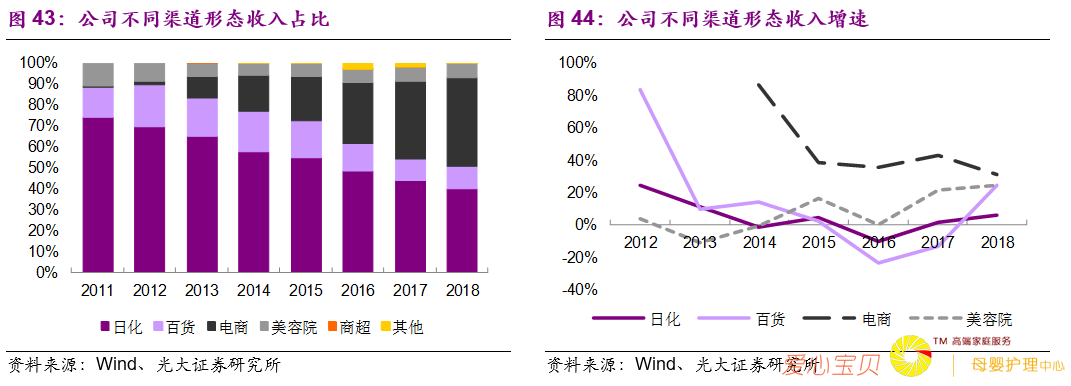 图 43：公司不同渠道形态收入占比
100%
90%
80%
70%
60%
50%
40%
30%
20%
10%
0%
2011 2012 2013 2014 2015 2016 2017 2018
日化 百货 电商 美容院 商超 其他
资料来源：Wind、光大证券研究所
图 44：公司不同渠道形态收入增速
100%
80%
60%
40%
20%
0%
-20%
-40%
2012 2013 2014 2015 2016 2017 2018
日化 百货 电商 美容院
资料来源：Wind、光大证券研究所
爱心宝贝
TM 高端家庭服务
母婴护理中心